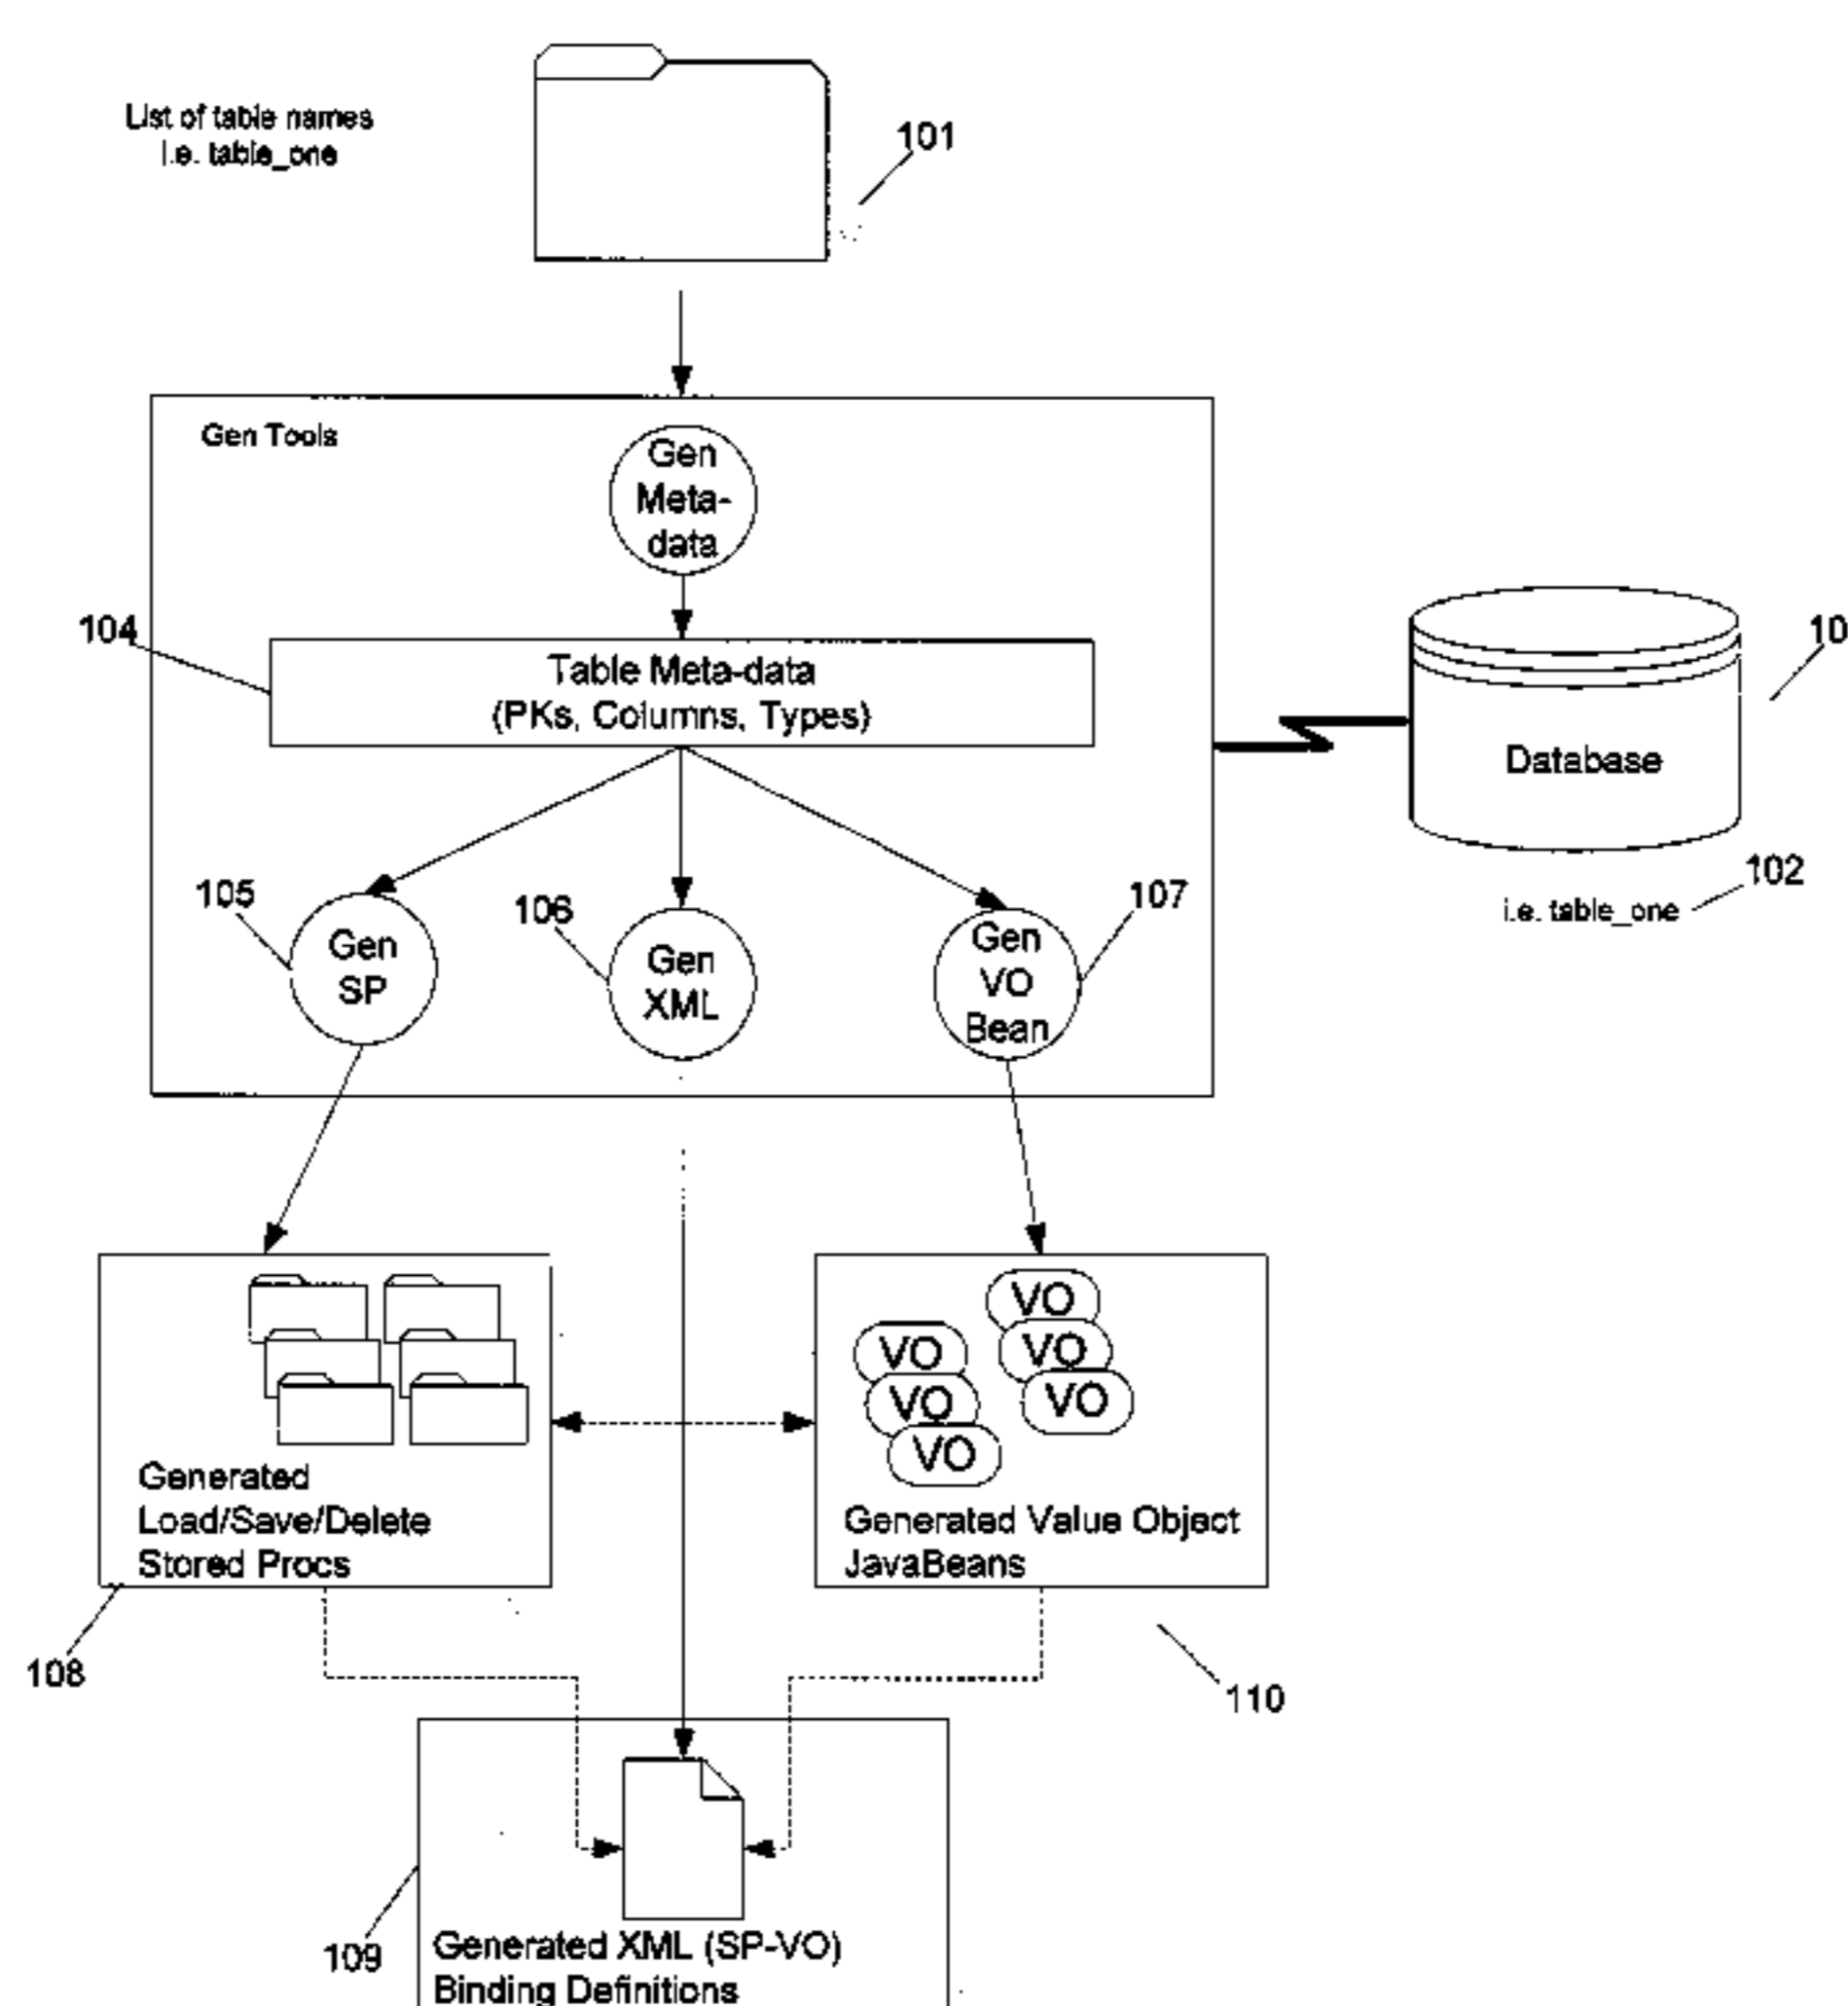 List of table names
i.e. table_one
101
Gen Tools
Gen
Meta-
data
104
Table Meta-data
(PKs, Columns, Types)
10
Database
102
i.e. table_one
105
Gen
SP
106
Gen
XML
107
Gen
VO
Bean
VO
VO
VO
VO
VO
VO
Generated
Load/Save/Delete
Stored Procs
Generated Value Object
JavaBeans
108
110
109
Generated XML (SP-VO)
Binding Definitions